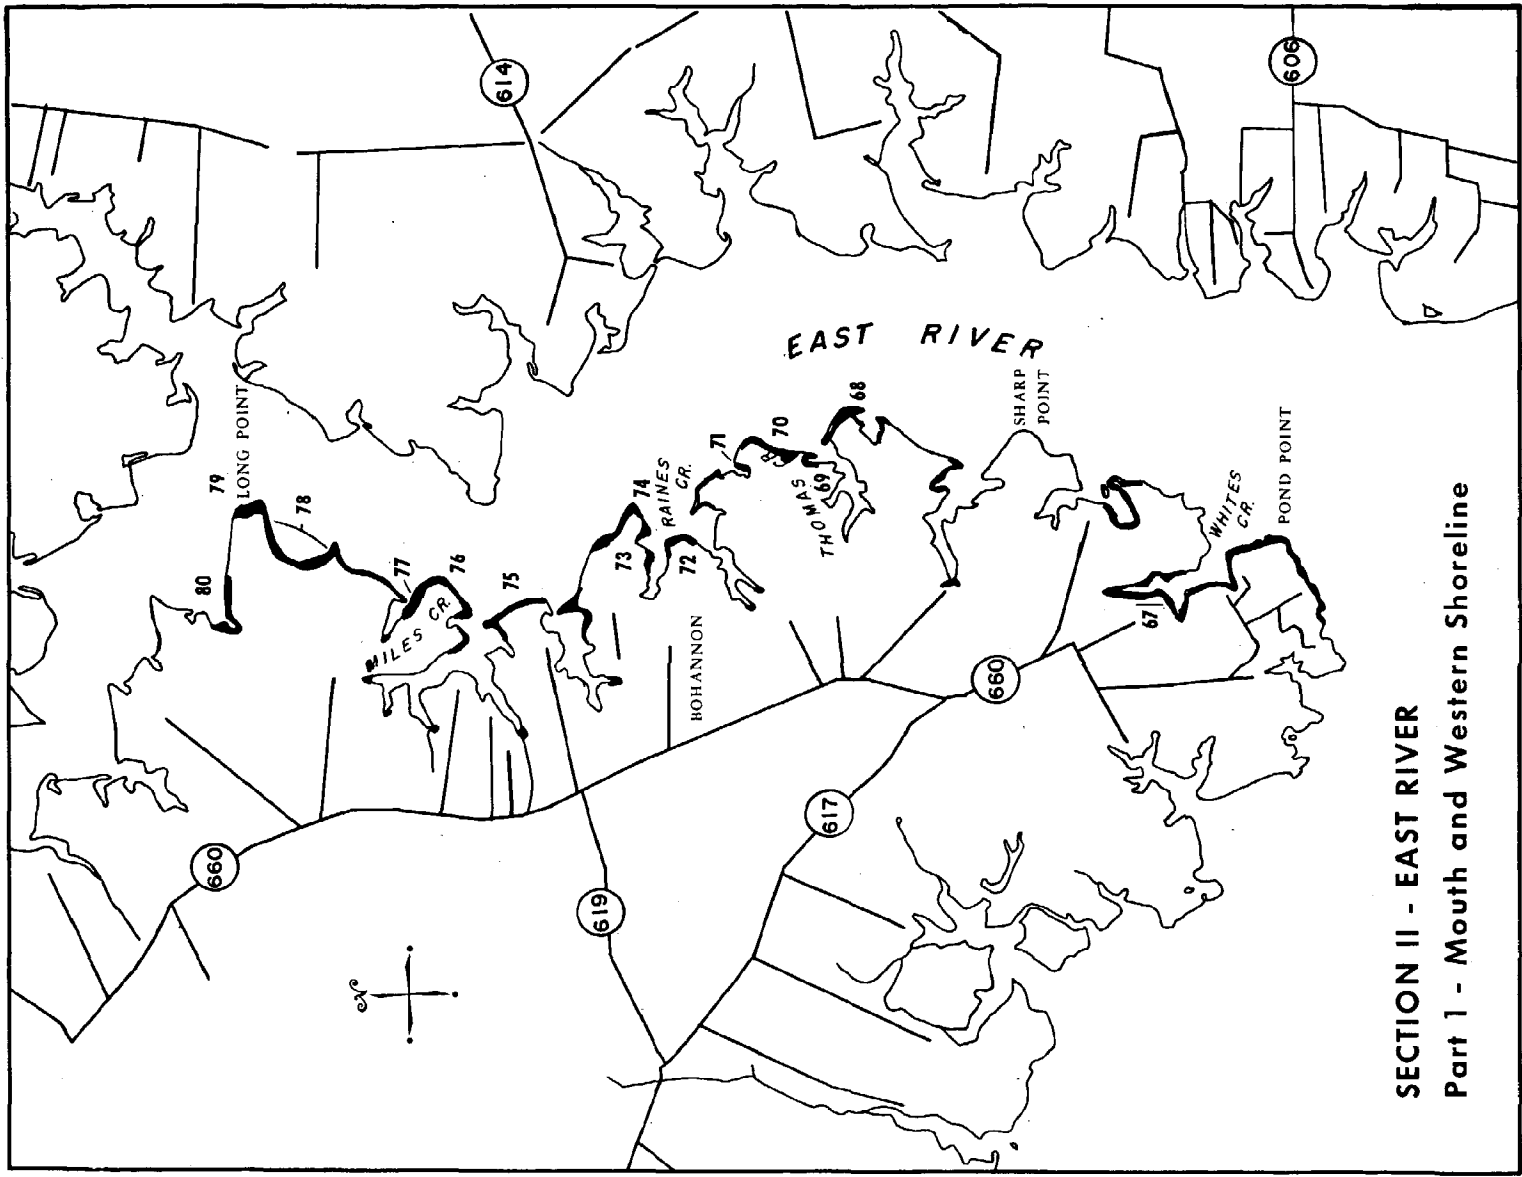 614
606
EAST RIVER
79
LONG POINT
78
80
77
76
MILES CR.
75
74
73
RAINES
CR.
72
71
70
68
THOMAS
69
SHARP
POINT
WHITES
CR.
POND POINT
67
BOHANNON
660
660
617
619
N
SECTION II - EAST RIVER
Part 1 - Mouth and Western Shoreline